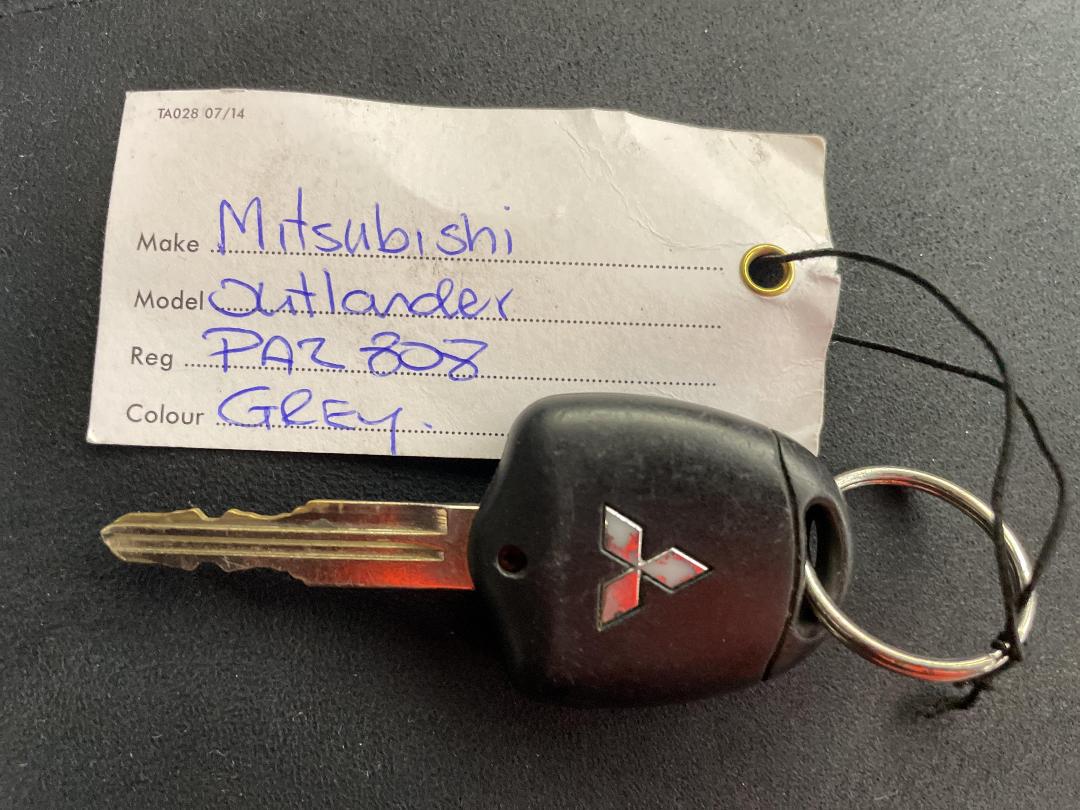 TA028 07/14
Make Mitsubishi
Model Outlander
Reg PAZ 808
Colour GREY.